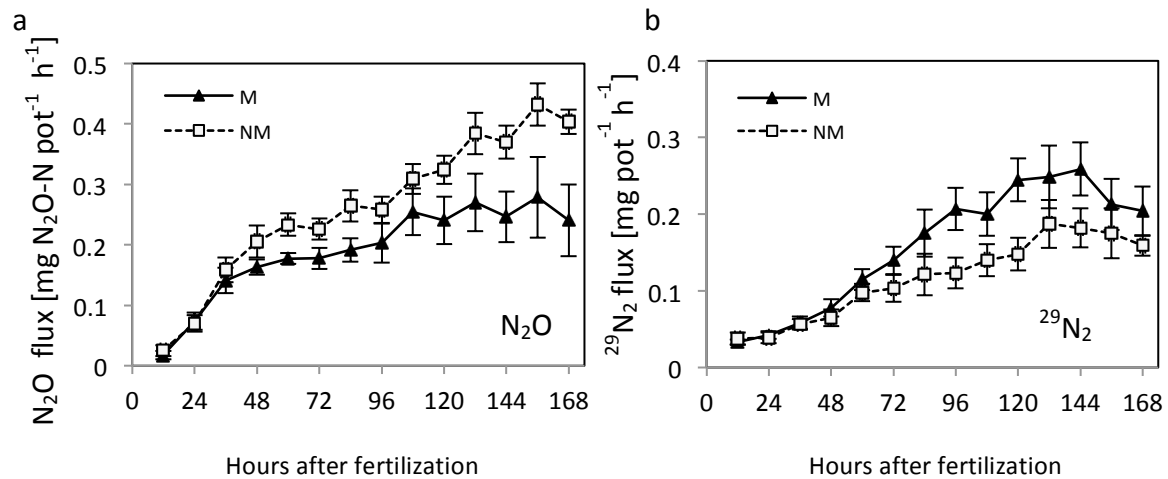 a
N₂O flux [mg N₂O-N pot⁻¹ h⁻¹]
0.5
0.4
0.3
0.2
0.1
0
M
NM
N₂O
0 24 48 72 96 120 144 168
Hours after fertilization
b
²⁹N₂ flux [mg pot⁻¹ h⁻¹]
0.4
0.3
0.2
0.1
0
M
NM
²⁹N₂
0 24 48 72 96 120 144 168
Hours after fertilization